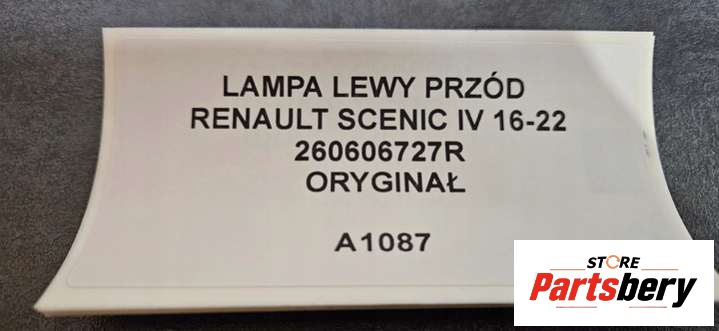 LAMPA LEWY PRZÓD
RENAULT SCENIC IV 16-22
260606727R
ORYGINAŁ
A1087
STORE
Partsbery